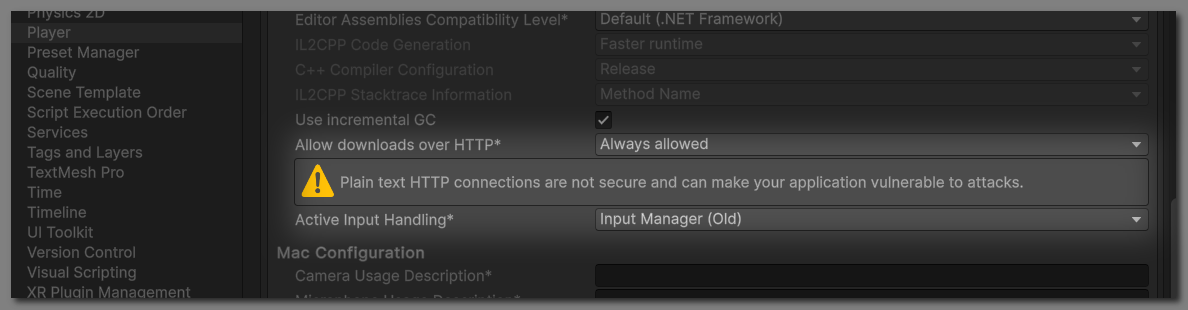 Physics 2D
Player
Preset Manager
Quality
Scene Template
Script Execution Order
Services
Tags and Layers
TextMesh Pro
Time
Timeline
UI Toolkit
Version Control
Visual Scripting
XR Plugin Management
Editor Assemblies Compatibility Level* Default (.NET Framework)
IL2CPP Code Generation Faster runtime
C++ Compiler Configuration Release
IL2CPP Stacktrace Information Method Name
Use incremental GC
Allow downloads over HTTP* Always allowed
Plain text HTTP connections are not secure and can make your application vulnerable to attacks.
Active Input Handling* Input Manager (Old)
Mac Configuration
Camera Usage Description*
Microphone Usage Description*